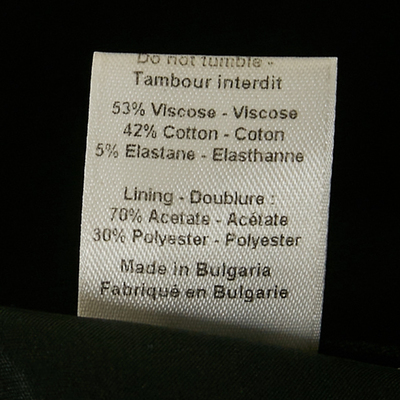 Do not tumble -
Tambour interdit
53% Viscose - Viscose
42% Cotton - Coton
5% Elastane - Elasthanne
Lining - Doublure :
70% Acetate - Acétate
30% Polyester - Polyester
Made in Bulgaria
Fabriqué en Bulgarie